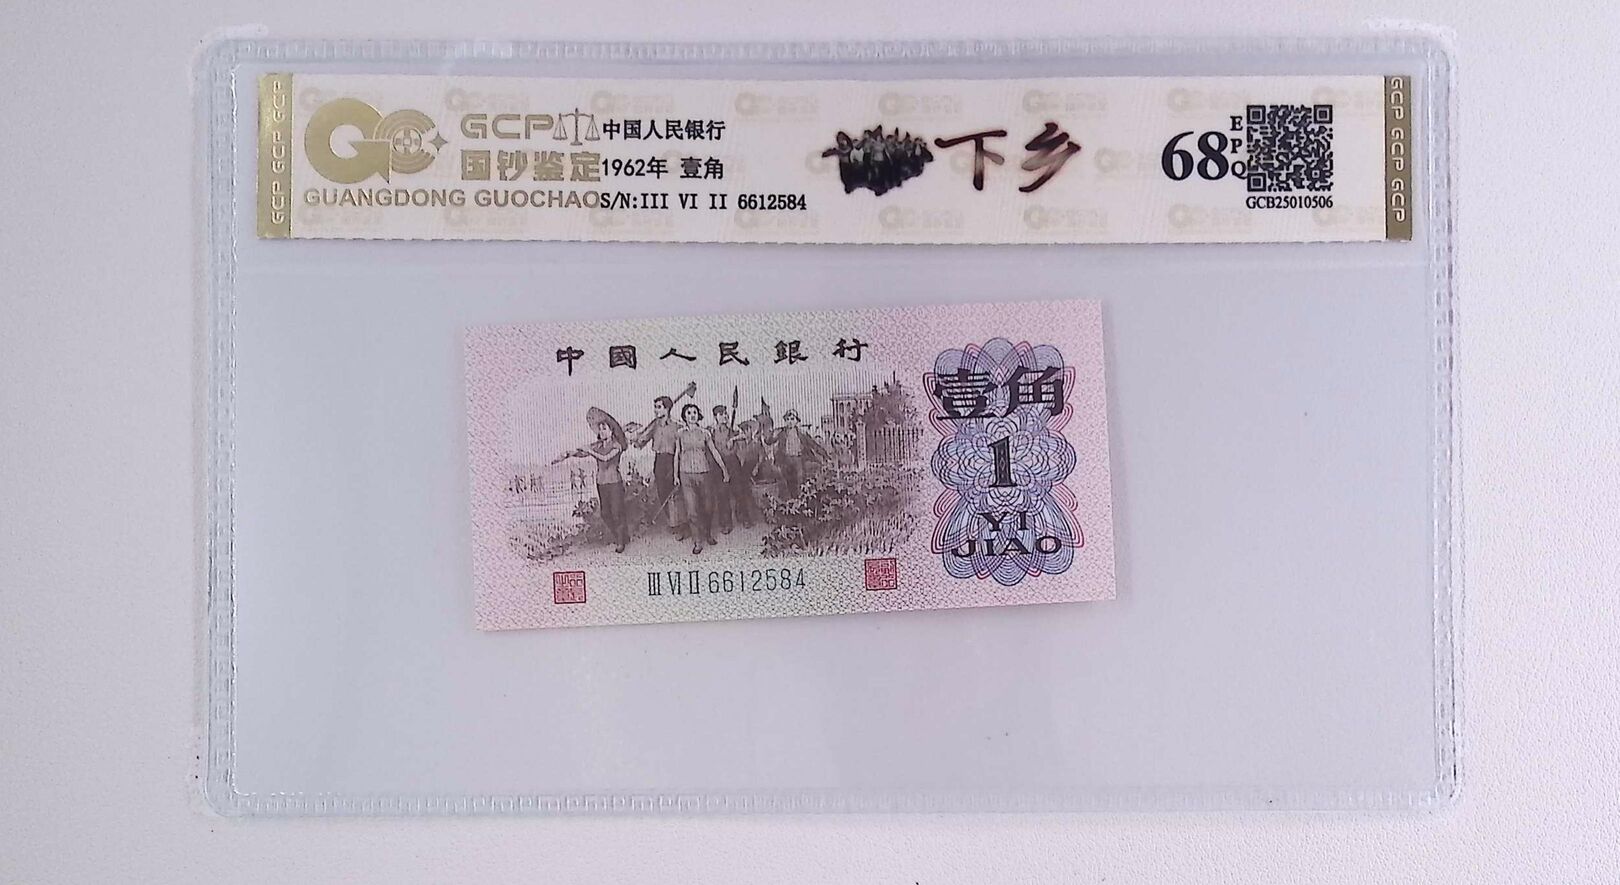 GCP GCP GCP
GCP
国钞鉴定
GUANGDONG GUOCHAO
中国人民银行
1962年 壹角
S/N:III VI II 6612584
下乡
68
EPQ
GCB25010506
GCP GCP GCP
中國人民銀行
壹角
1
YI
JIAO
III VI II 6612584